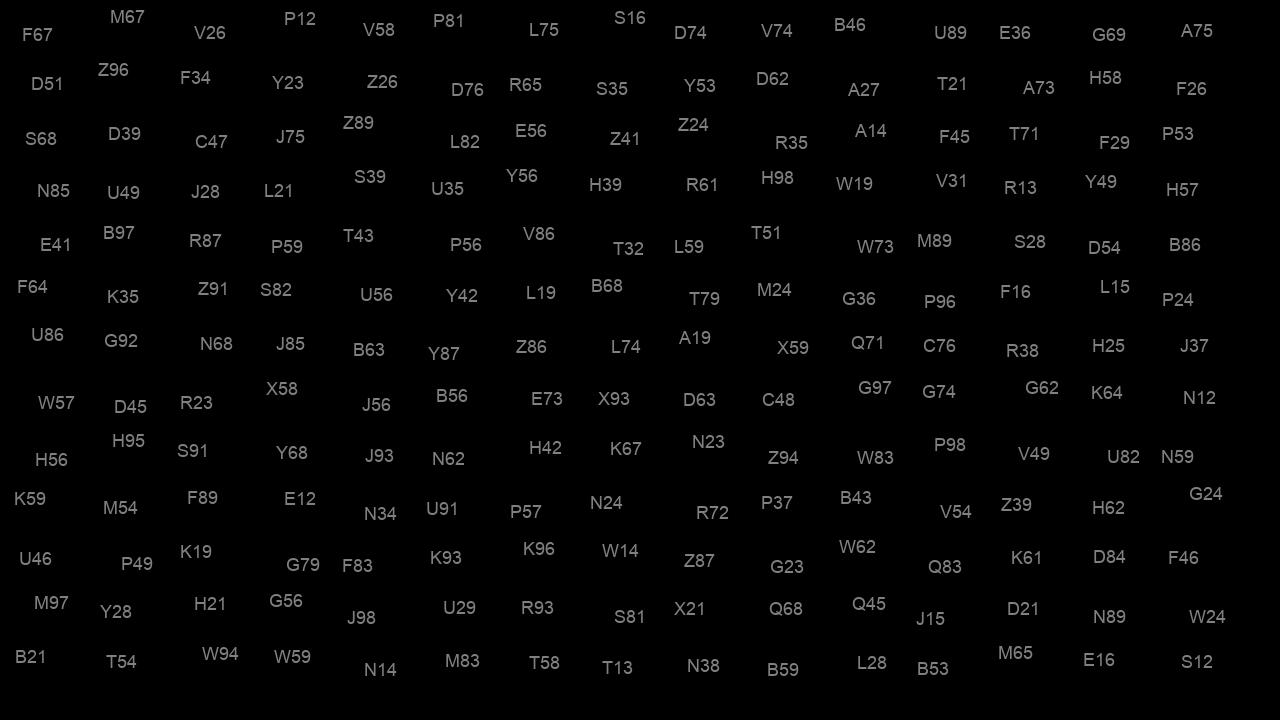 F67 M67 V26 P12 V58 P81 L75 S16 D74 V74 B46 U89 E36 G69 A75
D51 Z96 F34 Y23 Z26 D76 R65 S35 Y53 D62 A27 T21 A73 H58 F26
S68 D39 C47 J75 Z89 L82 E56 Z41 Z24 R35 A14 F45 T71 F29 P53
N85 U49 J28 L21 S39 U35 Y56 H39 R61 H98 W19 V31 R13 Y49 H57
E41 B97 R87 P59 T43 P56 V86 T32 L59 T51 W73 M89 S28 D54 B86
F64 K35 Z91 S82 U56 Y42 L19 B68 T79 M24 G36 P96 F16 L15 P24
U86 G92 N68 J85 B63 Y87 Z86 L74 A19 X59 Q71 C76 R38 H25 J37
W57 D45 R23 X58 J56 B56 E73 X93 D63 C48 G97 G74 G62 K64 N12
H56 H95 S91 Y68 J93 N62 H42 K67 N23 Z94 W83 P98 V49 U82 N59
K59 M54 F89 E12 N34 U91 P57 N24 R72 P37 B43 V54 Z39 H62 G24
U46 P49 K19 G79 F83 K93 K96 W14 Z87 G23 W62 Q83 K61 D84 F46
M97 Y28 H21 G56 J98 U29 R93 S81 X21 Q68 Q45 J15 D21 N89 W24
B21 T54 W94 W59 N14 M83 T58 T13 N38 B59 L28 B53 M65 E16 S12